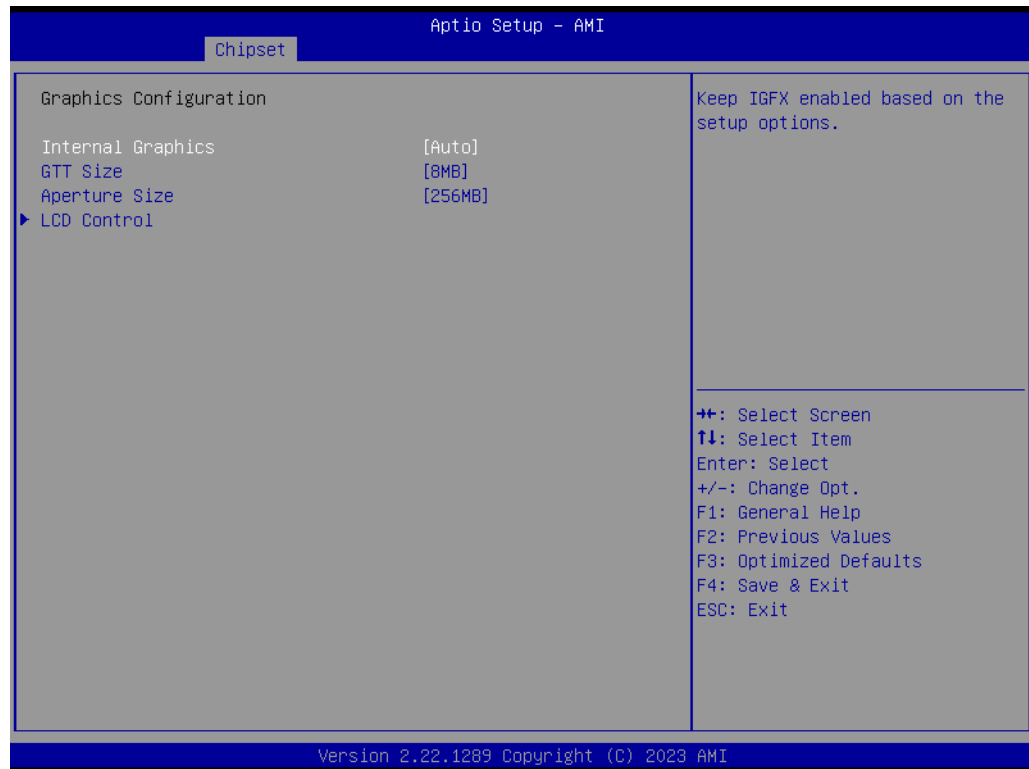 Aptio Setup – AMI
Chipset
Graphics Configuration
Internal Graphics [Auto]
GTT Size [8MB]
Aperture Size [256MB]
▶ LCD Control
Keep IGFX enabled based on the
setup options.
→←: Select Screen
↑↓: Select Item
Enter: Select
+/-: Change Opt.
F1: General Help
F2: Previous Values
F3: Optimized Defaults
F4: Save & Exit
ESC: Exit
Version 2.22.1289 Copyright (C) 2023 AMI